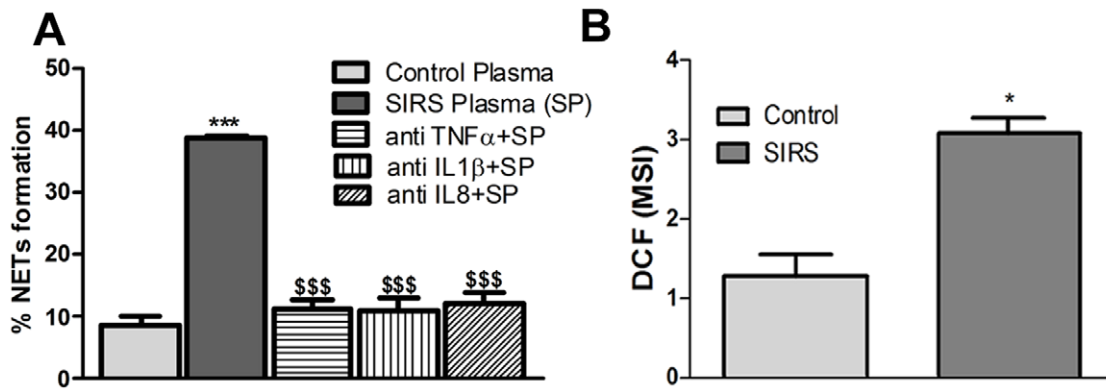 A
% NETs formation
50
40
30
20
10
0
Control Plasma
SIRS Plasma (SP)
anti TNFα+SP
anti IL1β+SP
anti IL8+SP
***
$$$
$$$
$$$
B
DCF (MSI)
4
3
2
1
0
Control
SIRS
*